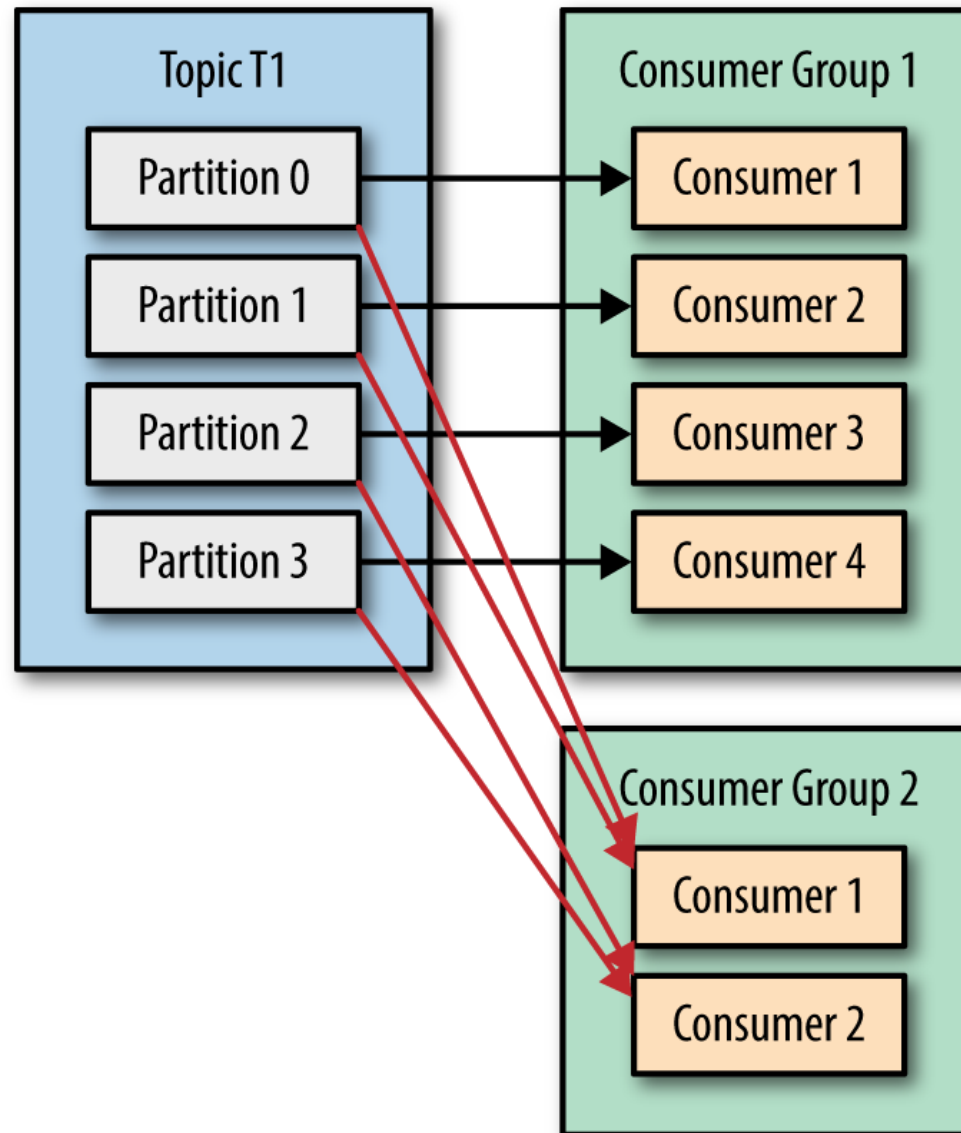 Topic T1
Partition 0
Partition 1
Partition 2
Partition 3
Consumer Group 1
Consumer 1
Consumer 2
Consumer 3
Consumer 4
Consumer Group 2
Consumer 1
Consumer 2